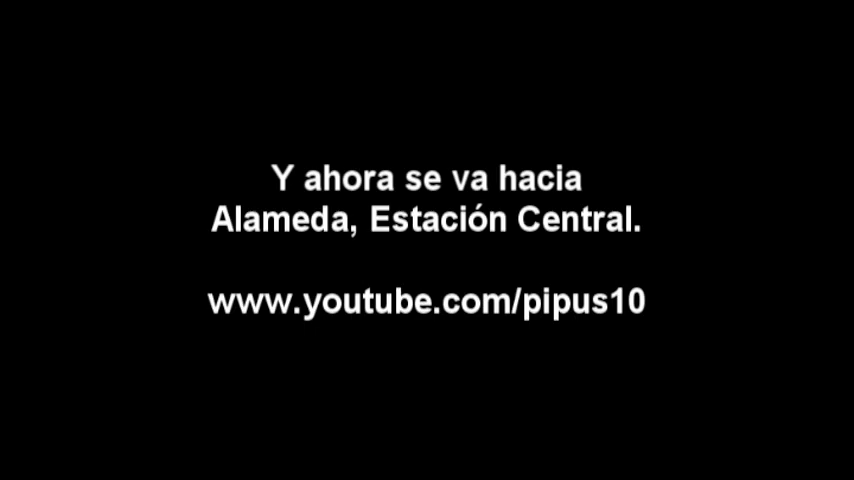 Y ahora se va hacia
Alameda, Estación Central.
www.youtube.com/pipus10